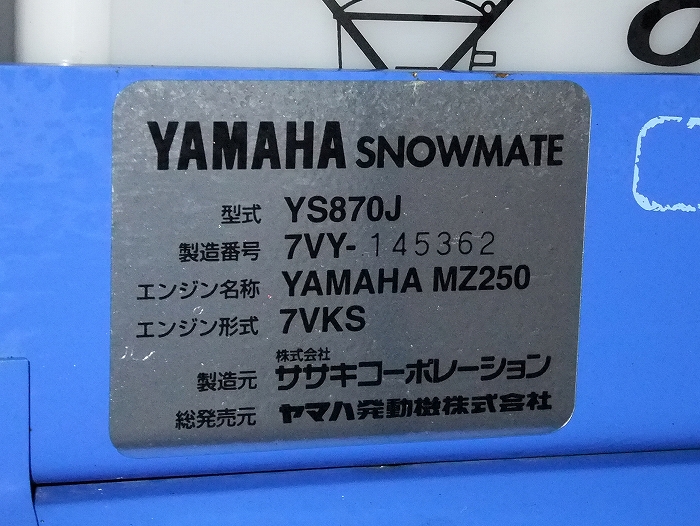 YAMAHA SNOWMATE
型式 YS870J
製造番号 7VY-145362
エンジン名称 YAMAHA MZ250
エンジン形式 7VKS
製造元 株式会社 ササキコーポレーション
総発売元 ヤマハ発動機株式会社